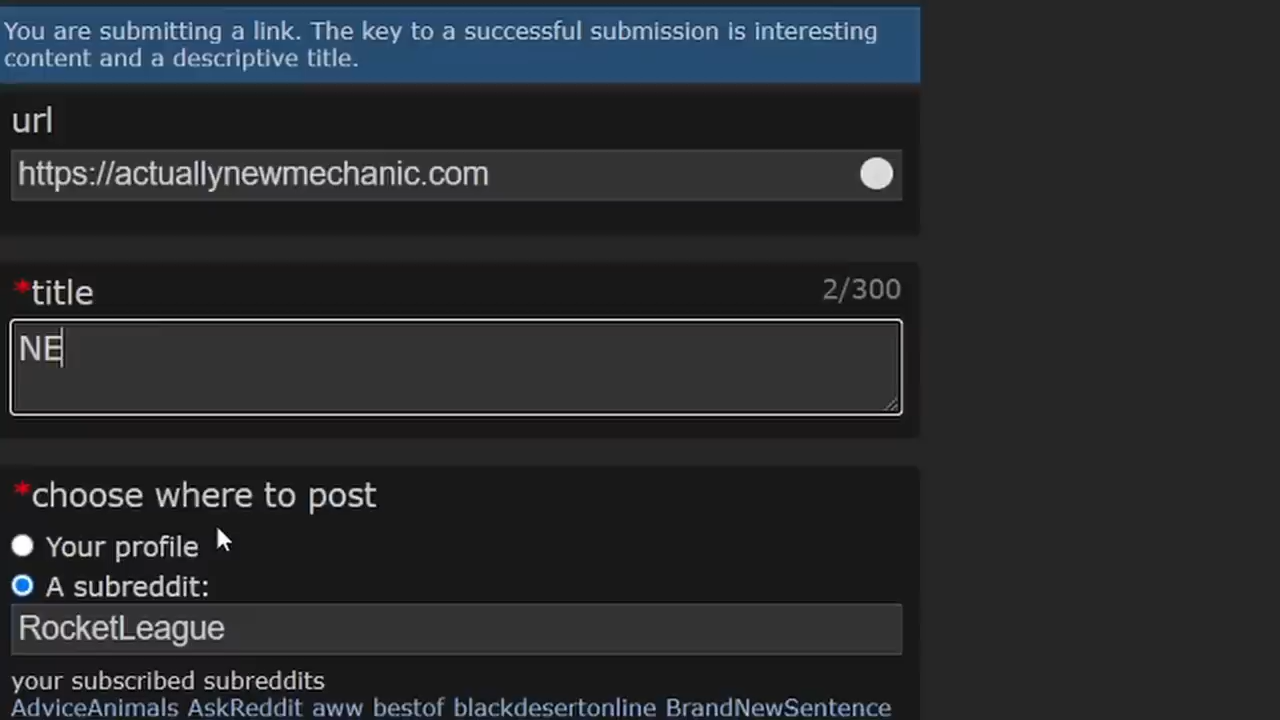 You are submitting a link. The key to a successful submission is interesting
content and a descriptive title.
url
https://actuallynewmechanic.com
*title
2/300
NE
*choose where to post
Your profile
A subreddit:
RocketLeague
your subscribed subreddits
AdviceAnimals AskReddit aww bestof blackdesertonline BrandNewSentence